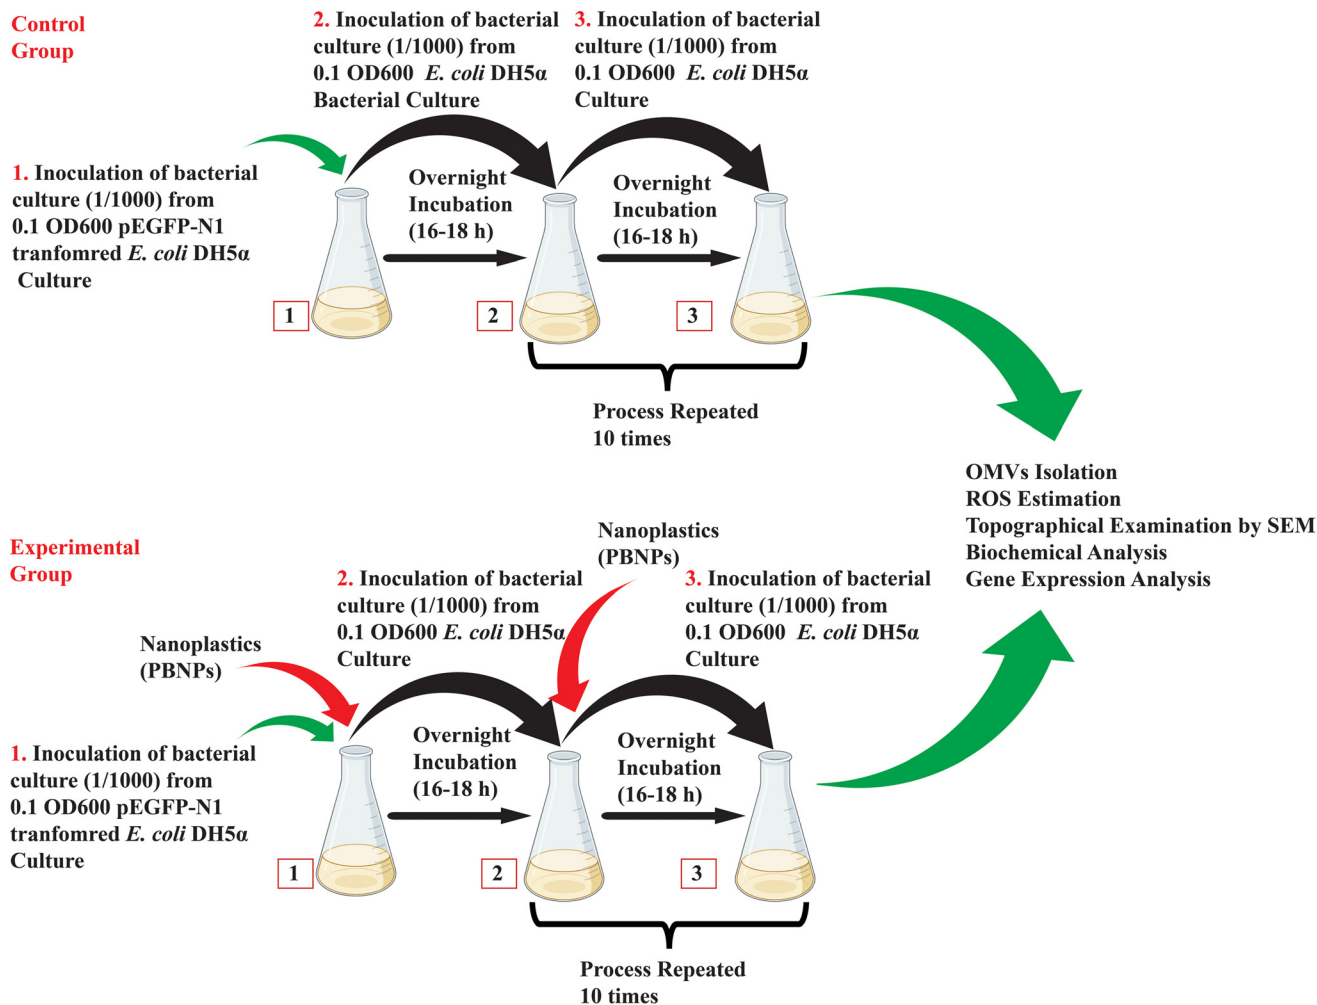 Control
Group
2. Inoculation of bacterial
culture (1/1000) from
0.1 OD600 E. coli DH5α
Bacterial Culture
3. Inoculation of bacterial
culture (1/1000) from
0.1 OD600 E. coli DH5α
Culture
1. Inoculation of bacterial
culture (1/1000) from
0.1 OD600 pEGFP-N1
tranfomred E. coli DH5α
Culture
Overnight
Incubation
(16-18 h)
Overnight
Incubation
(16-18 h)
1
2
3
Process Repeated
10 times
OMVs Isolation
ROS Estimation
Topographical Examination by SEM
Biochemical Analysis
Gene Expression Analysis
Experimental
Group
Nanoplastics
(PBNPs)
2. Inoculation of bacterial
culture (1/1000) from
0.1 OD600 E. coli DH5α
Culture
3. Inoculation of bacterial
culture (1/1000) from
0.1 OD600 E. coli DH5α
Culture
Nanoplastics
(PBNPs)
1. Inoculation of bacterial
culture (1/1000) from
0.1 OD600 pEGFP-N1
tranfomred E. coli DH5α
Culture
Overnight
Incubation
(16-18 h)
Overnight
Incubation
(16-18 h)
1
2
3
Process Repeated
10 times